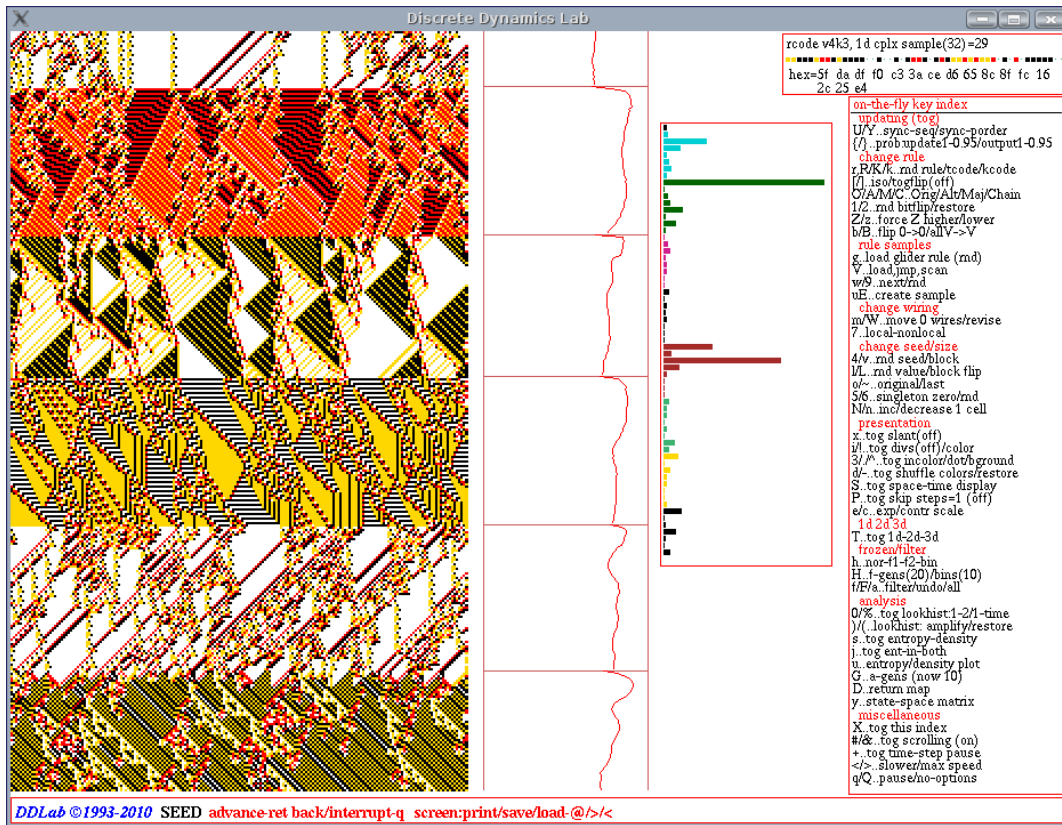 Discrete Dynamics Lab
rcode v4k3, 1d cplx sample(32)=29
hex=5f da df f0 c3 3a ce d6 65 8c 8f fc 16
2c 25 e4
on-the-fly key index
updating (tog)
U/Y..sync-seq/sync-porder
{/}..prob:update1-0.95/output1-0.95
change rule
r,R/K/k..rnd rule/tcode/kcode
[/]..iso/togflip(off)
O/A/M/C..Orig/Alt/Maj/Chain
1/2..rnd bitflip/restore
Z/z..force Z higher/lower
b/B..flip 0->0/allV->V
rule samples
g..load glider rule (rnd)
V..load,jmp,scan
w/9..next/rnd
uE..create sample
change wiring
m/W..move 0 wires/revise
7..local-nonlocal
change seed/size
4/v..rnd seed/block
l/L..rnd value/block flip
o/~..original/last
5/6..singleton zero/rnd
N/n..inc/decrease 1 cell
presentation
x..tog slant(off)
i/!..tog divs(off)/color
3/./^..tog incolor/dot/bground
d/-..tog shuffle colors/restore
S..tog space-time display
P..tog skip steps=1 (off)
e/c..exp/contr scale
1d 2d 3d
T..tog 1d-2d-3d
frozen/filter
h..nor-f1-f2-bin
H..f-gens(20)/bins(10)
f/F/a..filter/undo/all
analysis
0/%..tog lookhist:1-2/1-time
)/(..lookhist: amplify/restore
s..tog entropy-density
j..tog ent-in-both
u..entropy/density plot
G..a-gens (now 10)
D..return map
y..state-space matrix
miscellaneous
X..tog this index
#/&..tog scrolling (on)
+..tog time-step pause
</>..slower/max speed
q/Q..pause/no-options
DDLab ©1993-2010 SEED advance-ret back/interrupt-q screen:print/save/load-@/>/<